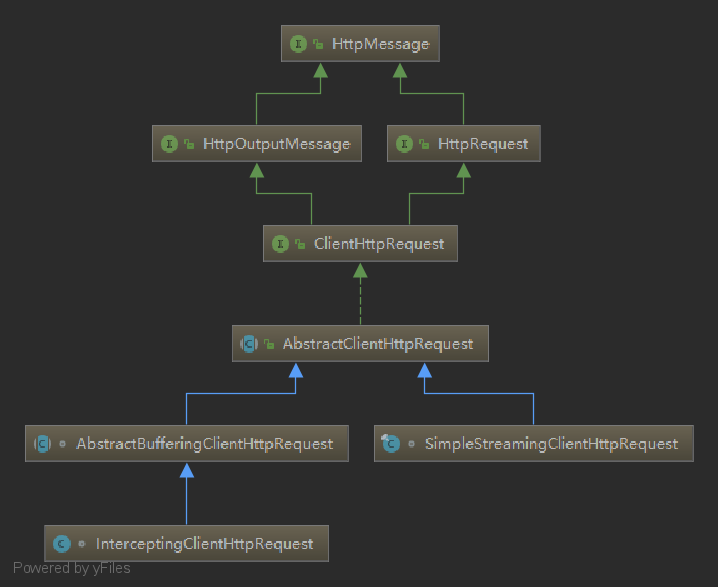 HttpMessage
HttpOutputMessage
HttpRequest
ClientHttpRequest
AbstractClientHttpRequest
AbstractBufferingClientHttpRequest
SimpleStreamingClientHttpRequest
InterceptingClientHttpRequest
Powered by yFiles